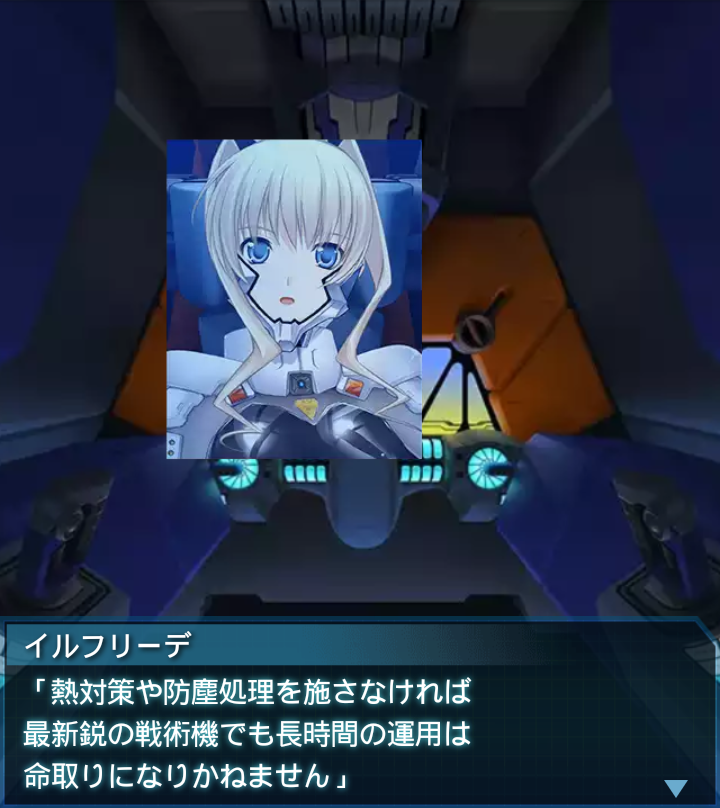 イルフリーデ
「熱対策や防塵処理を施さなければ
最新鋭の戦術機でも長時間の運用は
命取りになりかねません」